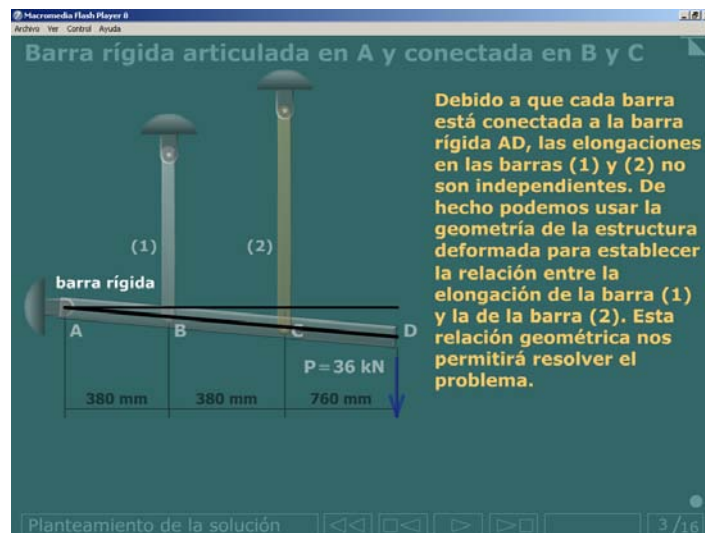 Macromedia Flash Player 8
Archivo Ver Control Ayuda
Barra rígida articulada en A y conectada en B y C
Debido a que cada barra
está conectada a la barra
rígida AD, las elongaciones
en las barras (1) y (2) no
son independientes. De
hecho podemos usar la
geometría de la estructura
deformada para establecer
la relación entre la
elongación de la barra (1)
y la de la barra (2). Esta
relación geométrica nos
permitirá resolver el
problema.
(1) (2)
barra rígida
A B C D
P = 36 kN
380 mm 380 mm 760 mm
Planteamiento de la solución 3 /16